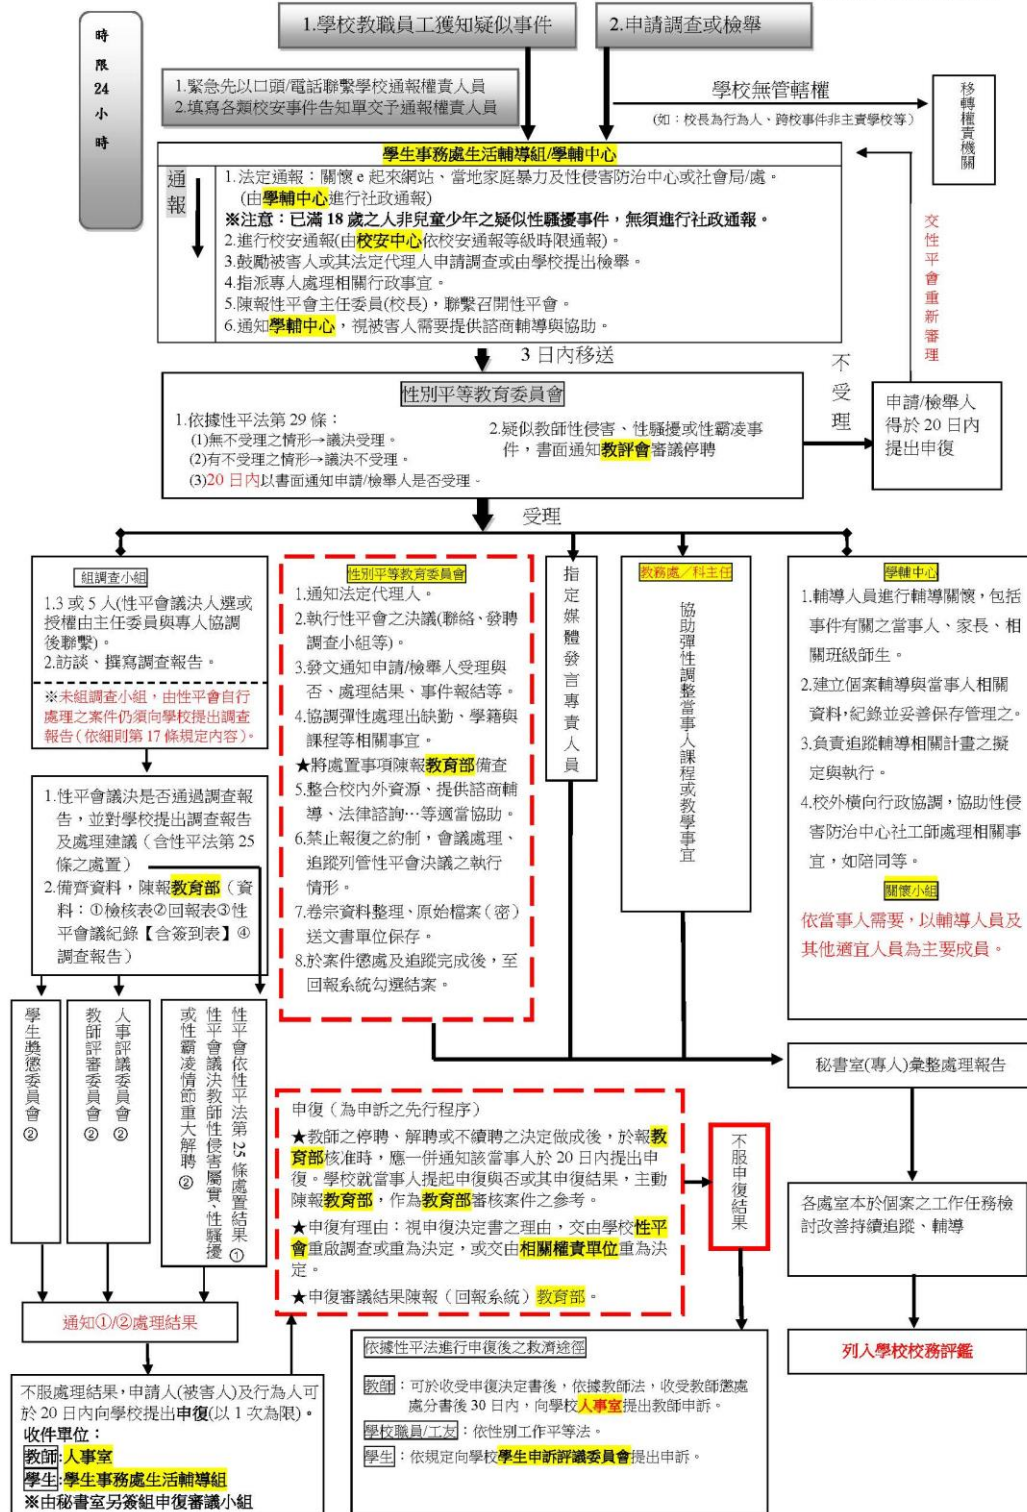 時
限
24
小
時
1.學校教職員工獲知疑似事件
2.申請調查或檢舉
1.緊急先以口頭/電話聯繫學校通報權責人員
2.填寫各類校安事件告知單交予通報權責人員
學校無管轄權
(如：校長為行為人、跨校事件非主責學校等)
移轉權責機關
學生事務處生活輔導組/學輔中心
通報
1.法定通報：關懷 e 起來網站、當地家庭暴力及性侵害防治中心或社會局/處。
(由學輔中心進行社政通報)
※注意：已滿 18 歲之人非兒童少年之疑似性騷擾事件，無須進行社政通報。
2.進行校安通報(由校安中心依校安通報等級時限通報)。
3.鼓勵被害人或其法定代理人申請調查或由學校提出檢舉。
4.指派專人處理相關行政事宜。
5.陳報性平會主任委員(校長)，聯繫召開性平會。
6.通知學輔中心，視被害人需要提供諮商輔導與協助。
交性平會重新審理
3 日內移送
性別平等教育委員會
1.依據性平法第 29 條：
(1)無不受理之情形→議決受理。
(2)有不受理之情形→議決不受理。
(3)20 日內以書面通知申請/檢舉人是否受理。
2.疑似教師性侵害、性騷擾或性霸凌事
件，書面通知教評會審議停聘
不受理
申請/檢舉人
得於 20 日內
提出申復
受理
組調查小組
1.3 或 5 人(性平會議決人選或
授權由主任委員與專人協調
後聯繫)。
2.訪談、撰寫調查報告。
※未組調查小組，由性平會自行
處理之案件仍須向學校提出調查
報告(依細則第 17 條規定內容)。
性別平等教育委員會
1.通知法定代理人。
2.執行性平會之決議(聯絡、發聘
調查小組等)。
3.發文通知申請/檢舉人受理與
否、處理結果、事件報結等。
4.協調彈性處理出缺勤、學籍與
課程等相關事宜。
★將處置事項陳報教育部備查
5.整合校內外資源、提供諮商輔
導、法律諮詢…等適當協助。
6.禁止報復之約制，會議處理、
追蹤列管性平會決議之執行
情形。
7.卷宗資料整理、原始檔案（密）
送文書單位保存。
8.於案件懲處及追蹤完成後，至
回報系統勾選結案。
指定媒體發言專責人員
教務處／科主任
協助彈性調整當事人課程或教學事宜
學輔中心
1.輔導人員進行輔導關懷，包括
事件有關之當事人、家長、相
關班級師生。
2.建立個案輔導與當事人相關
資料，紀錄並妥善保存管理之。
3.負責追蹤輔導相關計畫之擬
定與執行。
4.校外橫向行政協調，協助性侵
害防治中心社工師處理相關事
宜，如陪同等。
關懷小組
依當事人需要，以輔導人員及
其他適宜人員為主要成員。
1.性平會議決是否通過調查報
告，並對學校提出調查報告
及處理建議（含性平法第 25
條之處置）
2.備齊資料，陳報教育部（資
料：①檢核表②回報表③性
平會議紀錄【含簽到表】④
調查報告）
學生獎懲委員會②
人事評議委員會②
教師評審委員會②
性平會依性平法第 25 條處置結果①
性平會議決教師性侵害屬實、性騷擾
或性霸凌情節重大解聘②
通知①/②處理結果
不服處理結果，申請人(被害人)及行為人可
於 20 日內向學校提出申復(以 1 次為限)。
收件單位：
教師:人事室
學生:學生事務處生活輔導組
※由秘書室另簽組申復審議小組
申復（為申訴之先行程序）
★教師之停聘、解聘或不續聘之決定做成後，於報教
育部核准時，應一併通知該當事人於 20 日內提出申
復。學校就當事人提起申復與否或其申復結果，主動
陳報教育部，作為教育部審核案件之參考。
★申復有理由：視申復決定書之理由，交由學校性平
會重啟調查或重為決定，或交由相關權責單位重為決
定。
★申復審議結果陳報（回報系統）教育部。
不服申復結果
依據性平法進行申復後之救濟途徑
教師：可於收受申復決定書後，依據教師法，收受教師懲處
處分書後 30 日內，向學校人事室提出教師申訴。
學校職員/工友：依性別工作平等法。
學生：依規定向學校學生申訴評議委員會提出申訴。
秘書室(專人)彙整處理報告
各處室本於個案之工作任務檢
討改善持續追蹤、輔導
列入學校校務評鑑